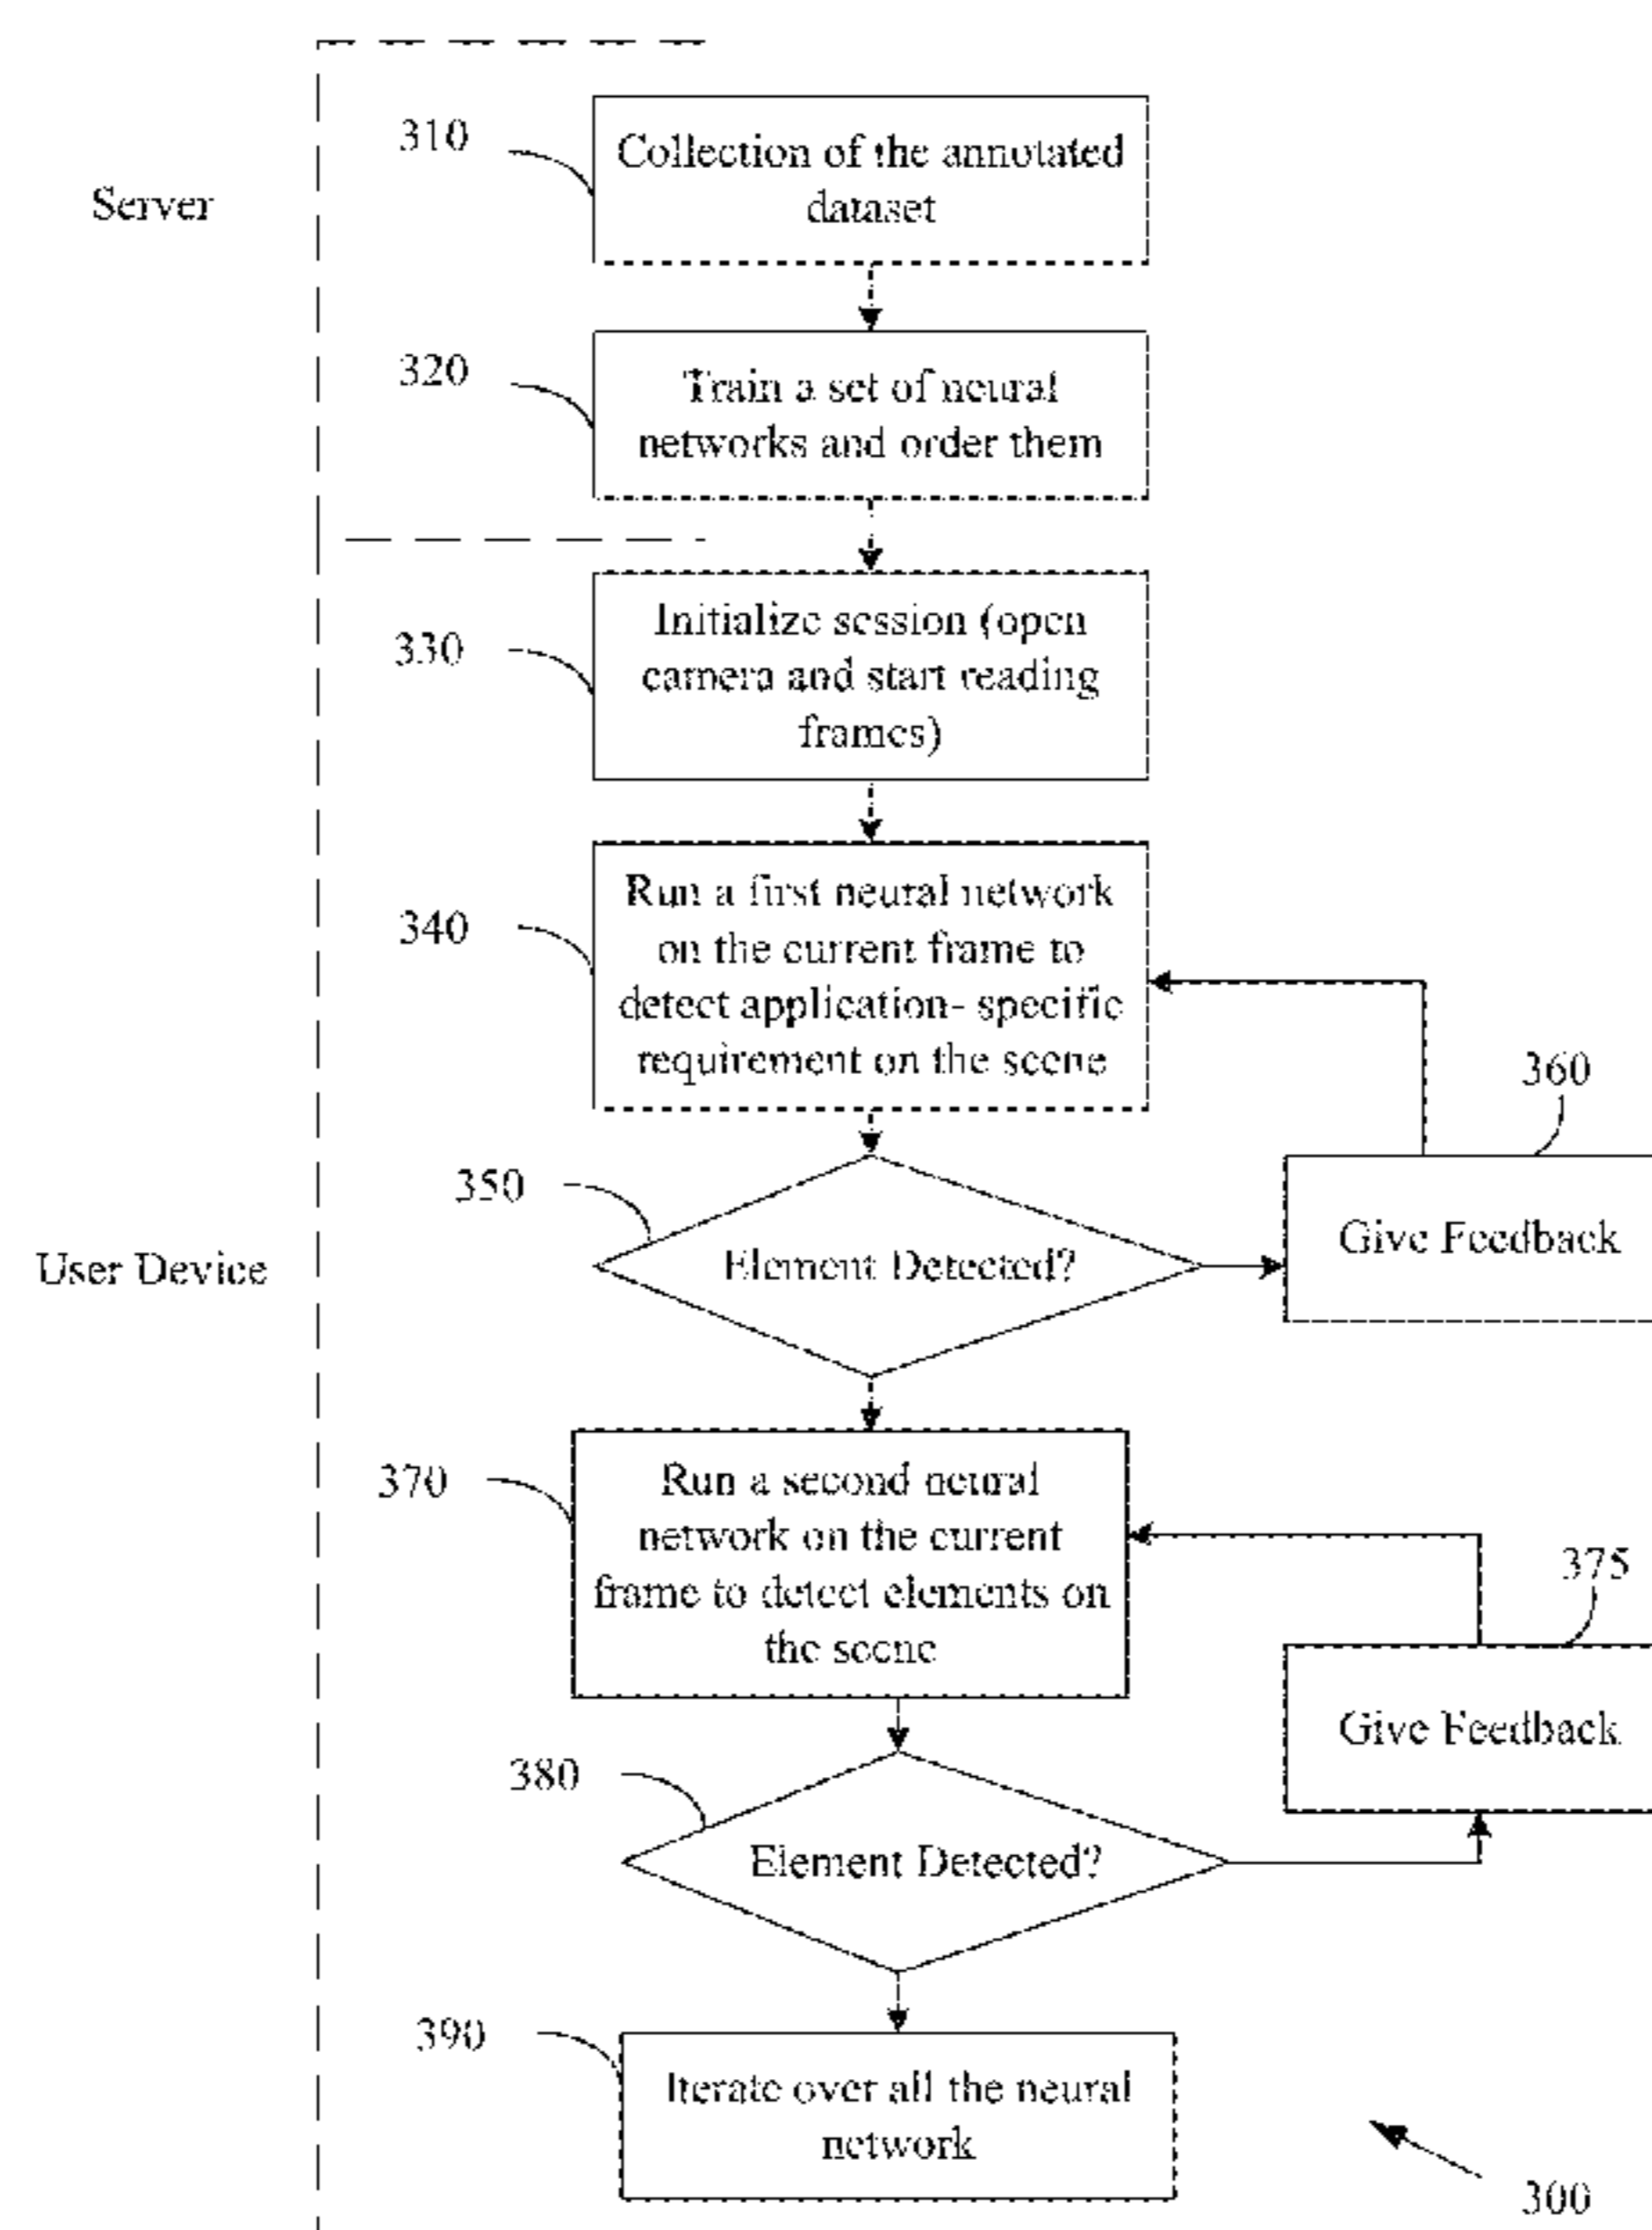 Server
310
Collection of the annotated
dataset
320
Train a set of neural
networks and order them
330
Initialize session (open
camera and start reading
frames)
340
Run a first neural network
on the current frame to
detect application- specific
requirement on the scene
360
350
Element Detected?
Give Feedback
User Device
370
Run a second neural
network on the current
frame to detect elements on
the scene
375
Give Feedback
380
Element Detected?
390
Iterate over all the neural
network
300